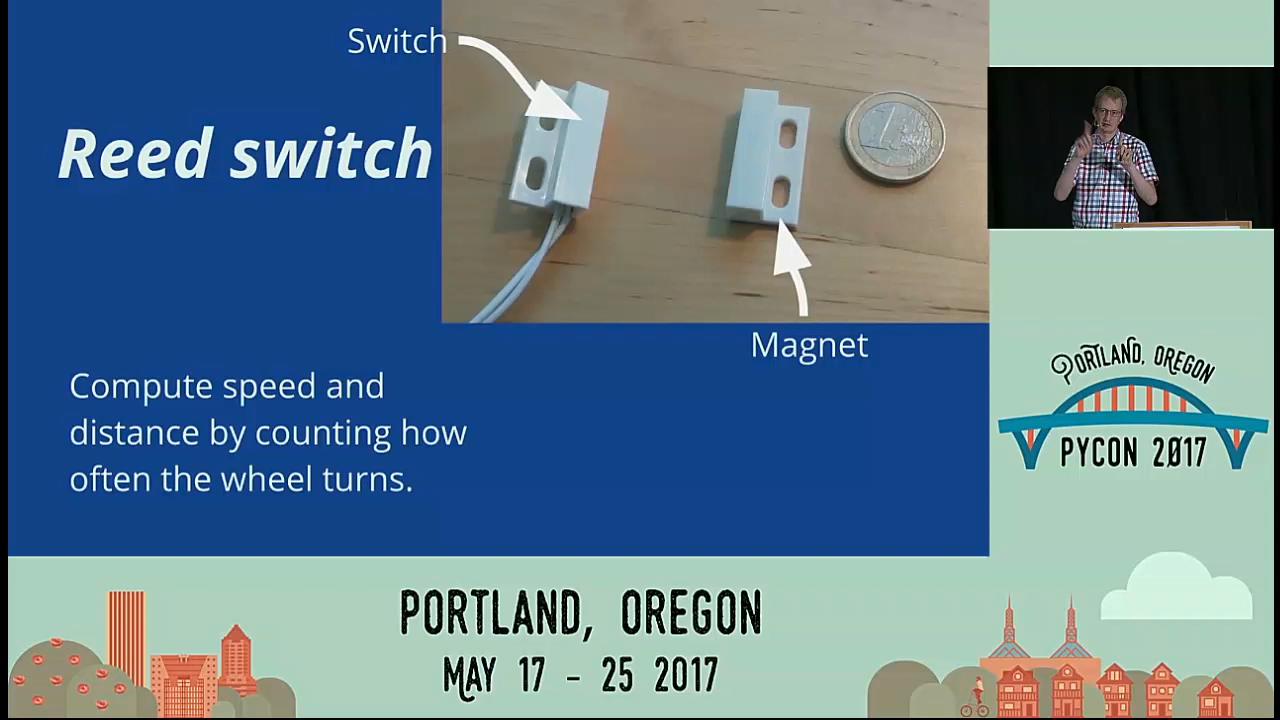 Switch
Reed switch
Magnet
Compute speed and
distance by counting how
often the wheel turns.
PORTLAND, OREGON
PYCON 2017
PORTLAND, OREGON
MAY 17 - 25 2017